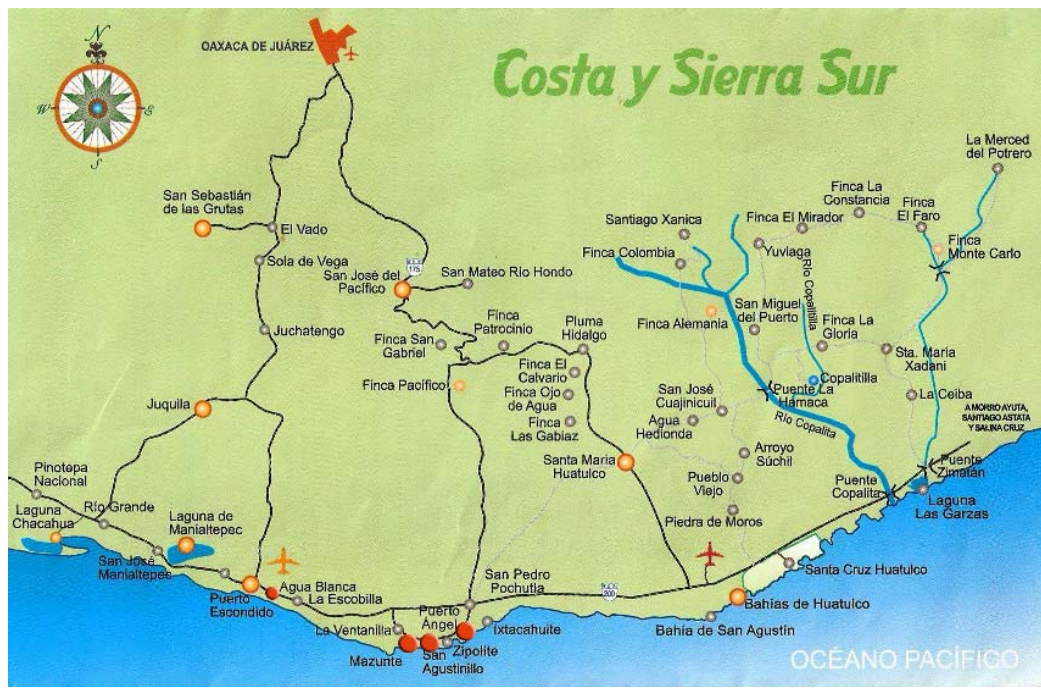 N
W
E
S
OAXACA DE JUÁREZ
Costa y Sierra Sur
La Merced
del Potrero
San Sebastián
de las Grutas
El Vado
Sola de Vega
Santiago Xanica
Finca El Mirador
Finca La
Constancia
Finca
El Faro
Finca
Monte Carlo
Finca Colombia
Yuviaga
Río Copalitilla
175
San José del
Pacífico
San Mateo Río Hondo
Juchatengo
Finca San
Gabriel
Finca
Patrocinio
Pluma
Hidalgo
Finca Alemania
San Miguel
del Puerto
Finca La
Gloria
Sta. Maria
Xadani
Finca Pacífico
Finca El
Calvario
Finca Ojo
de Agua
Finca
Las Gabiaz
San José
Cuajinicuil
Puente La
Hamaca
Copalitilla
La Ceiba
Juquila
Agua
Hedionda
Río Copalita
A MORRO AYUTA,
SANTIAGO ASTATA
Y SALINA CRUZ
Santa Maria
Huatulco
Arroyo
Súchil
Pueblo
Viejo
Puente
Copalita
Puente
Zimatán
Laguna
Las Garzas
Pinotepa
Nacional
Laguna
Chacahua
Río Grande
Laguna de
Manialtepec
Piedra de Moros
San José
Manialtepec
Puerto
Escondido
Agua Blanca
La Escobilla
San Pedro
Pochutla
200
Santa Cruz Huatulco
Bahías de Huatulco
La Ventanilla
Puerto
Ángel
Ixtacahuite
Bahía de San Agustín
Mazunte
San
Agustinillo
Zipolite
OCÉANO PACÍFICO